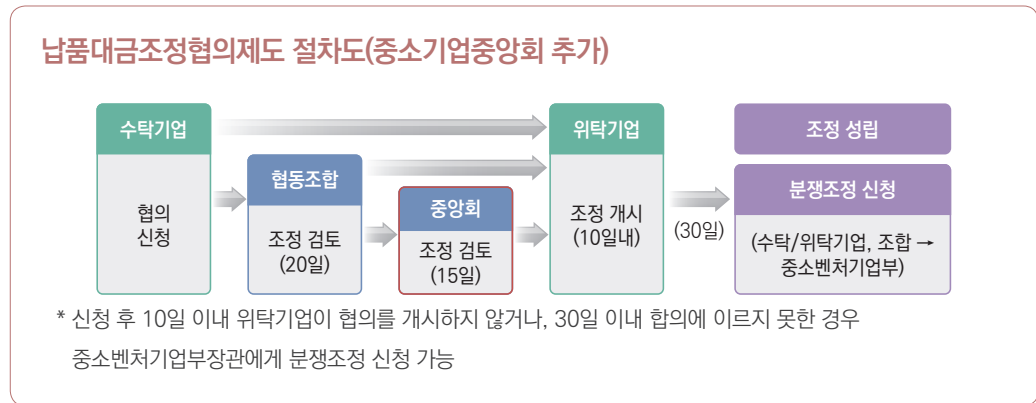 납품대금조정협의제도 절차도(중소기업중앙회 추가)
수탁기업
협의
신청
협동조합
조정 검토
(20일)
중앙회
조정 검토
(15일)
위탁기업
조정 개시
(10일내)
(30일)
조정 성립
분쟁조정 신청
(수탁/위탁기업, 조합 →
중소벤처기업부)
* 신청 후 10일 이내 위탁기업이 협의를 개시하지 않거나, 30일 이내 합의에 이르지 못한 경우
중소벤처기업부장관에게 분쟁조정 신청 가능